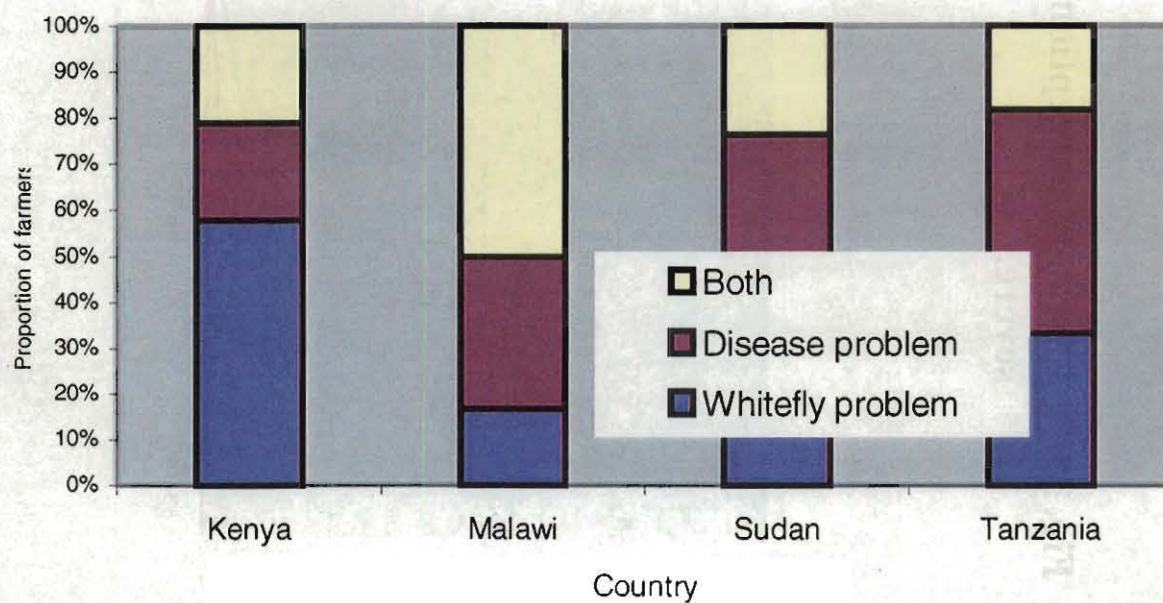 100%
90%
80%
70%
60%
50%
40%
30%
20%
10%
0%
Proportion of farmers
Both
Disease problem
Whitefly problem
Kenya Malawi Sudan Tanzania
Country